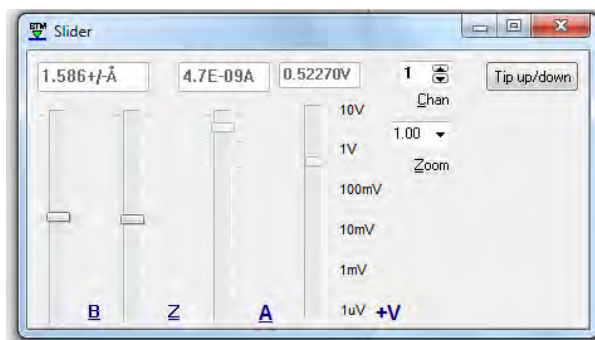 BTM Slider
1.586+/-Å 4.7E-09A 0.52270V 1 Tip up/down
Chan
10V
1.00
1V
Zoom
100mV
10mV
1mV
B Z A 1uV +V